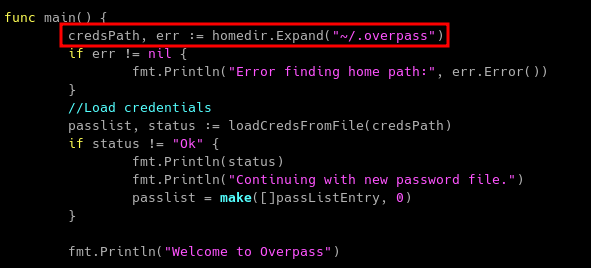 func main() {
        credsPath, err := homedir.Expand("~/.overpass")
        if err != nil {
                fmt.Println("Error finding home path:", err.Error())
        }
        //Load credentials
        passlist, status := loadCredsFromFile(credsPath)
        if status != "Ok" {
                fmt.Println(status)
                fmt.Println("Continuing with new password file.")
                passlist = make([]passListEntry, 0)
        }
        fmt.Println("Welcome to Overpass")